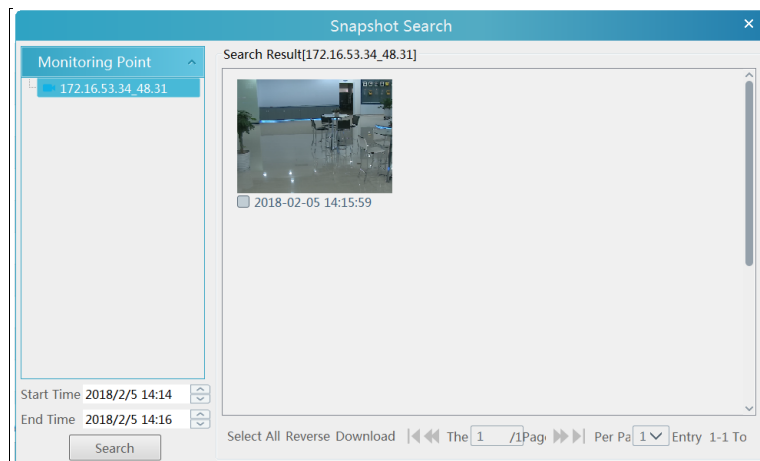 Snapshot Search
Monitoring Point
172.16.53.34_48.31
Search Result[172.16.53.34_48.31]
2018-02-05 14:15:59
Start Time 2018/2/5 14:14
End Time 2018/2/5 14:16
Search
Select All Reverse Download The 1 /1Pag Per Pa 1 Entry 1-1 To